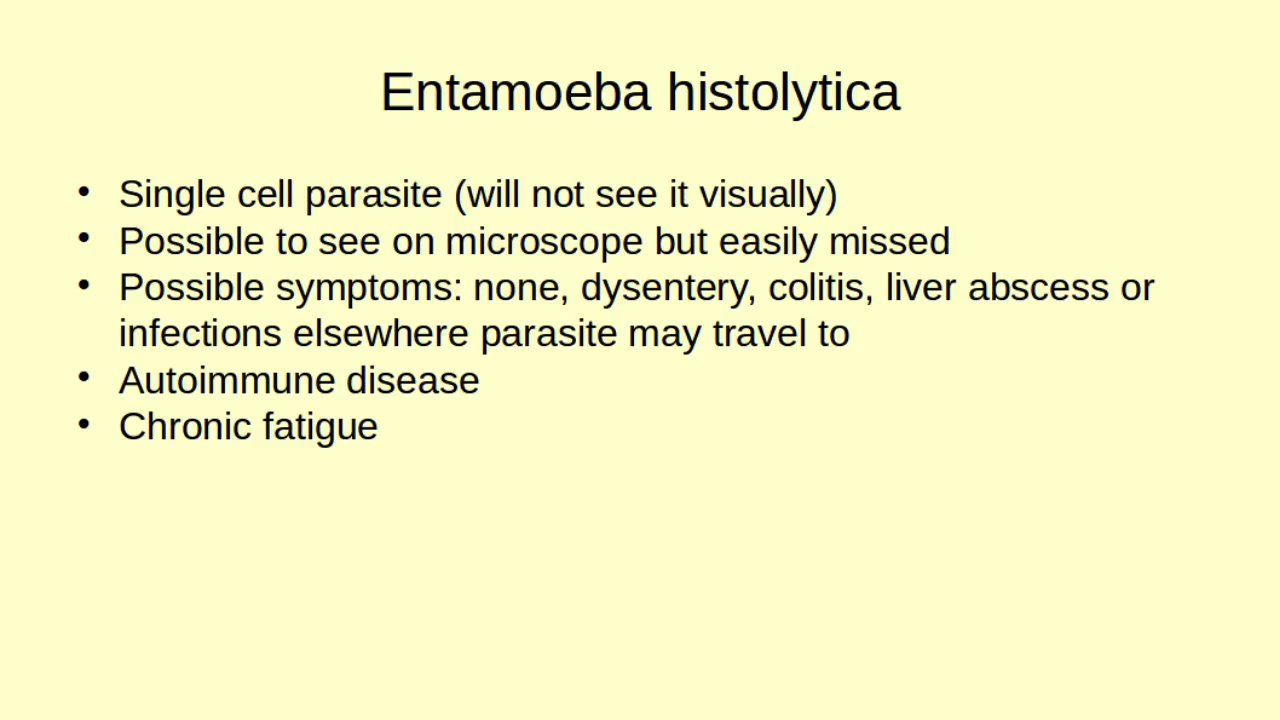 Entamoeba histolytica
• Single cell parasite (will not see it visually)
• Possible to see on microscope but easily missed
• Possible symptoms: none, dysentery, colitis, liver abscess or
infections elsewhere parasite may travel to
• Autoimmune disease
• Chronic fatigue